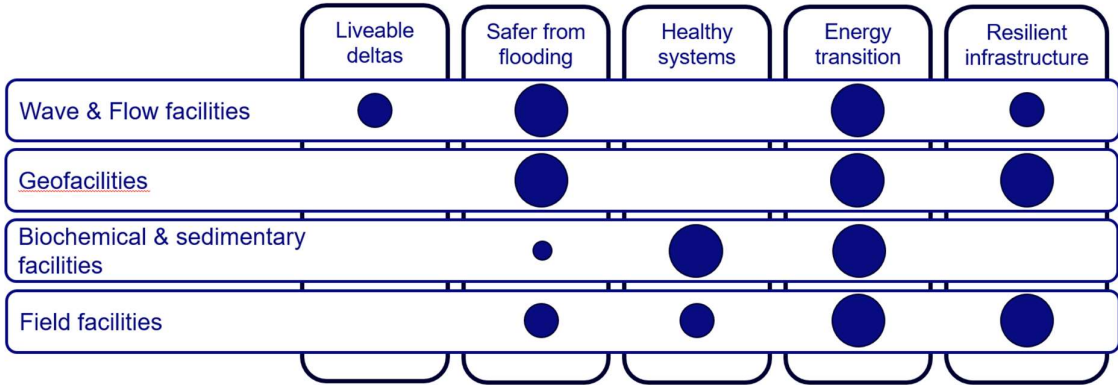 Liveable
deltas
Safer from
flooding
Healthy
systems
Energy
transition
Resilient
infrastructure
Wave & Flow facilities
Geofacilities
Biochemical & sedimentary
facilities
Field facilities